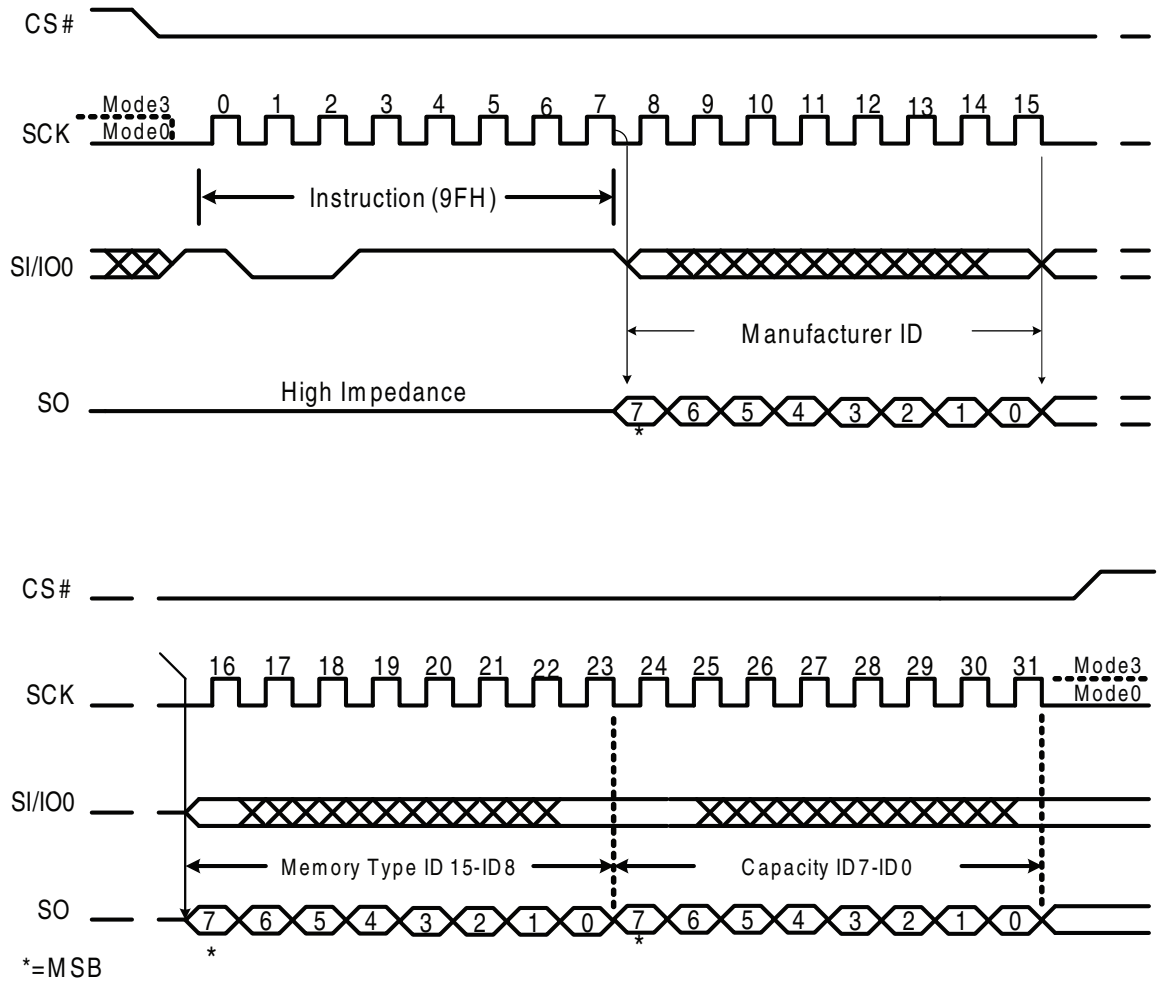 CS#
Mode3
SCK Mode0
0 1 2 3 4 5 6 7 8 9 10 11 12 13 14 15
Instruction (9FH)
SI/IO0
Manufacturer ID
High Impedance
SO
7 6 5 4 3 2 1 0
*
CS#
16 17 18 19 20 21 22 23 24 25 26 27 28 29 30 31
Mode3
SCK
Mode0
SI/IO0
Memory Type ID15-ID8
Capacity ID7-ID0
SO
7 6 5 4 3 2 1 0 7 6 5 4 3 2 1 0
* *
*=MSB